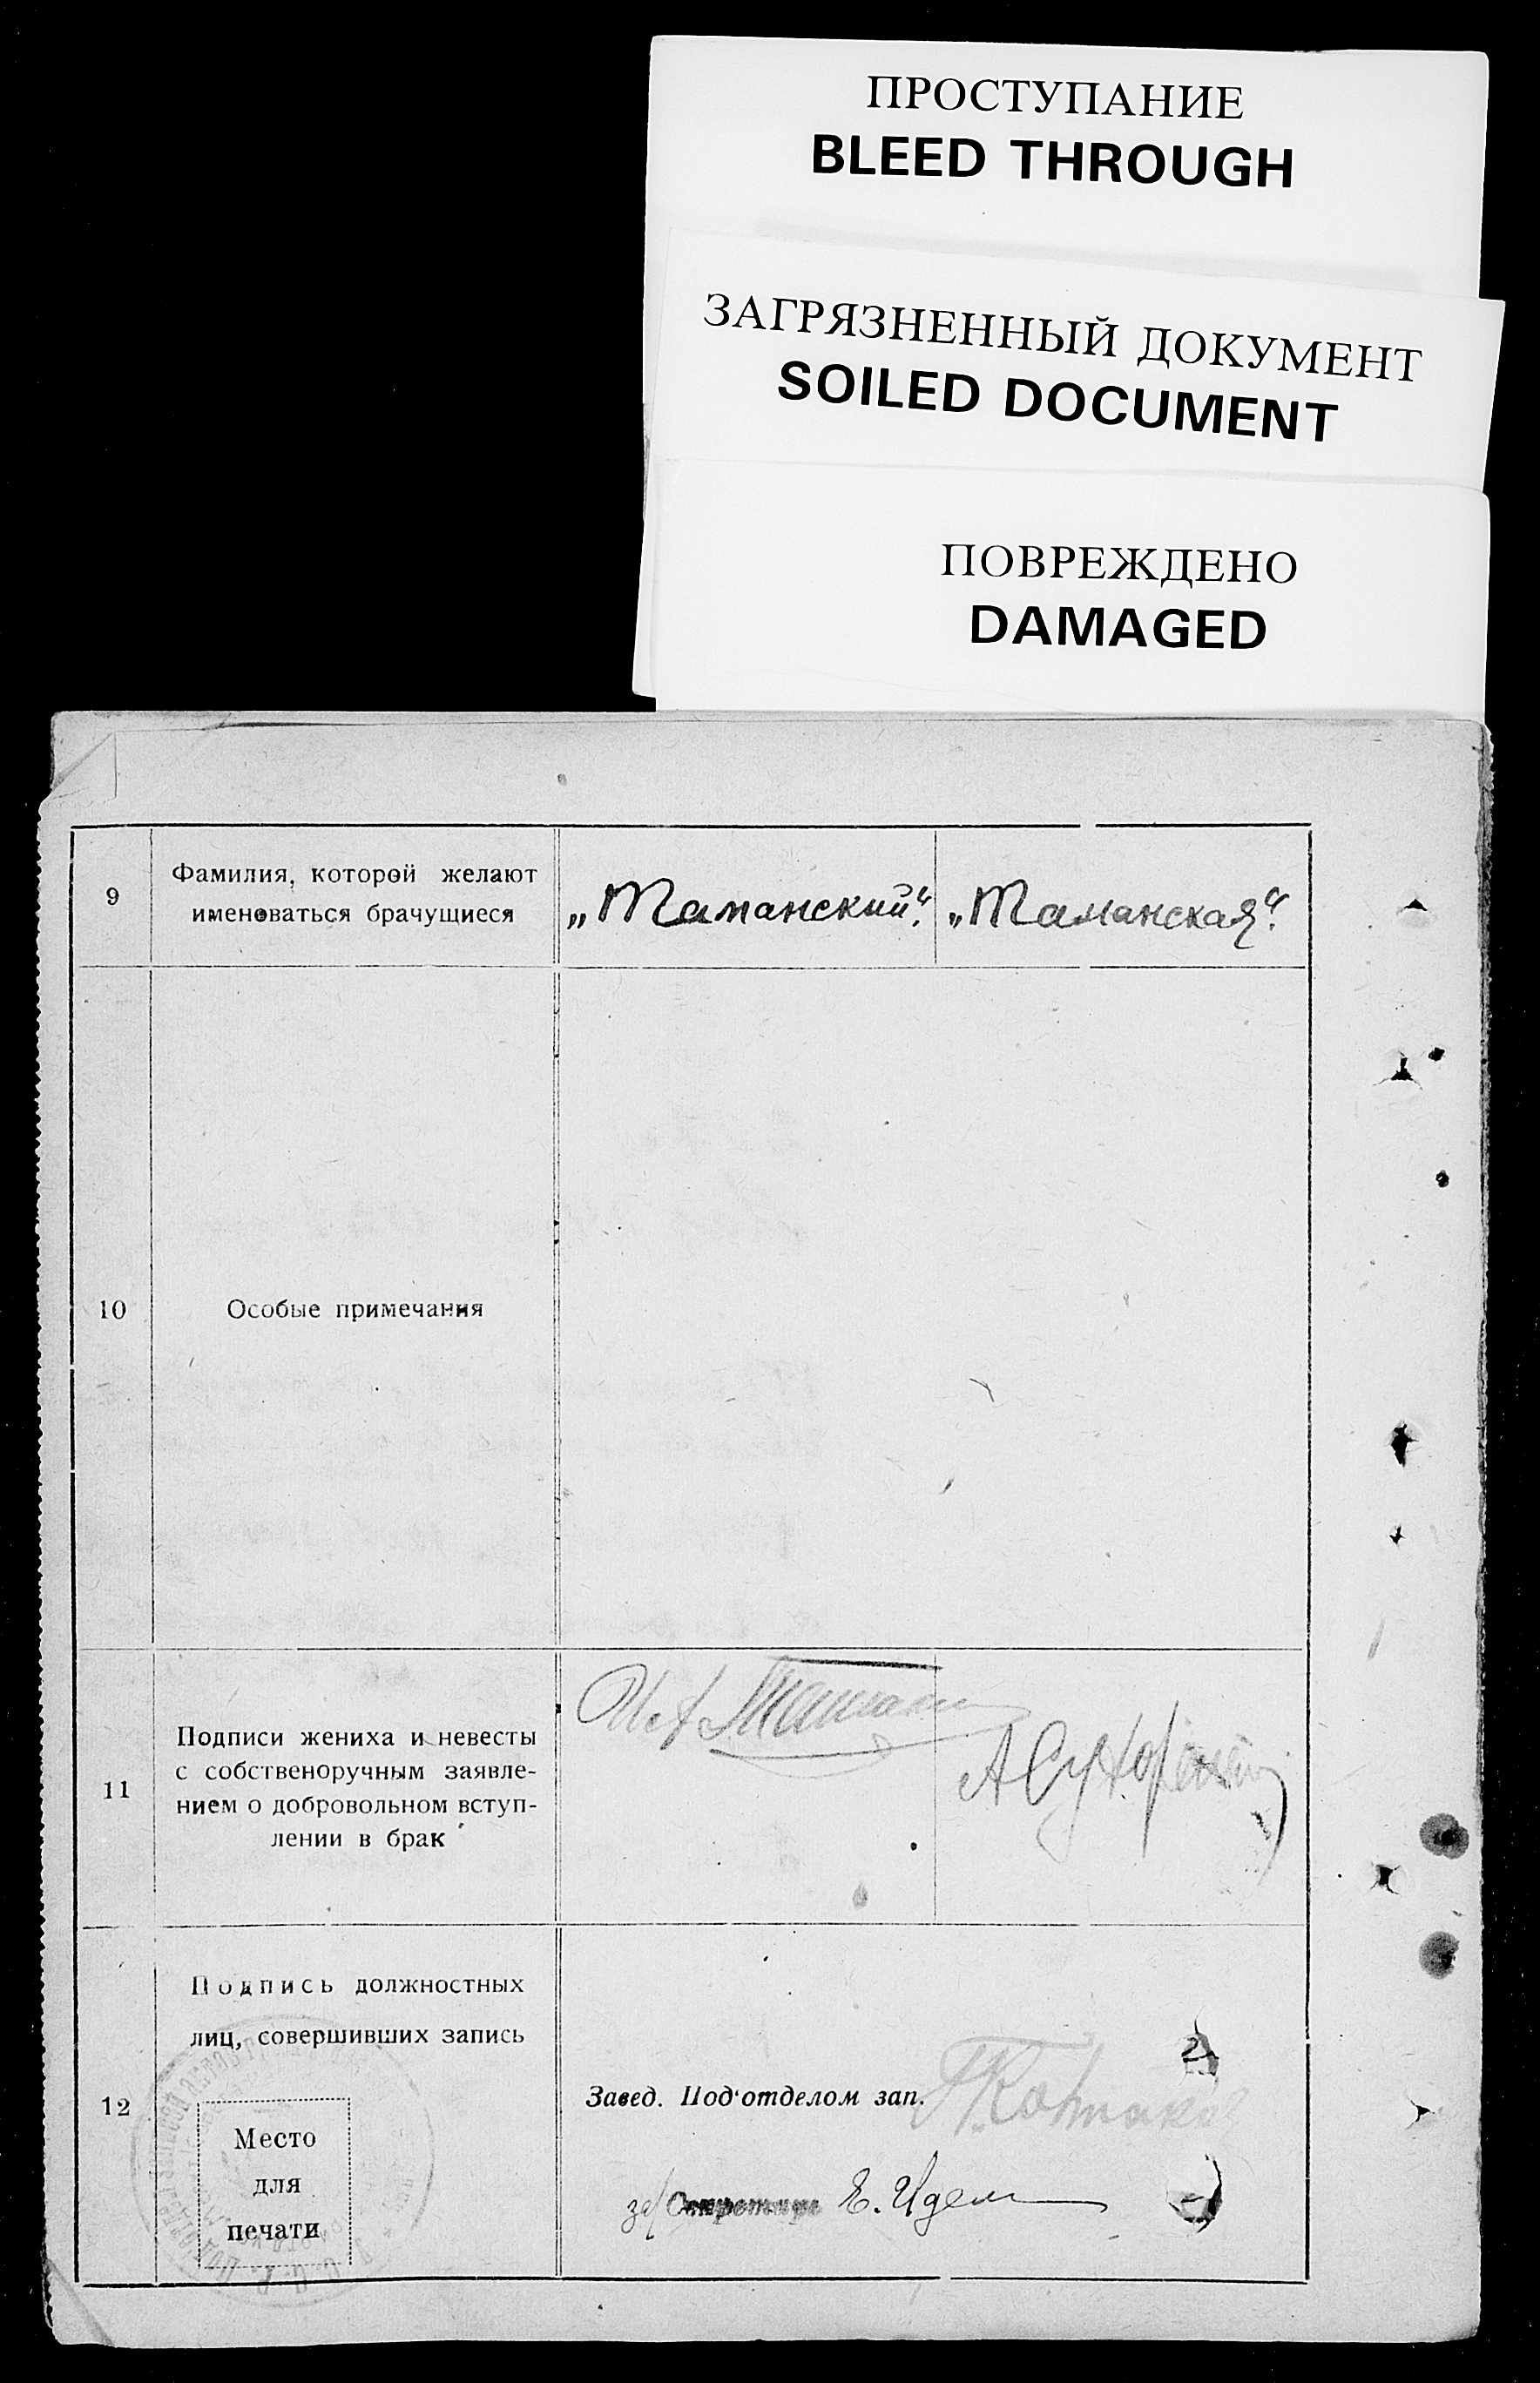 ПРОСТУПАНИЕ
BLEED THROUGH
ЗАГРЯЗНЕННЫЙ ДОКУМЕНТ
SOILED DOCUMENT
ПОВРЕЖДЕНО
DAMAGED
9
Фамилия, которой желают
именоваться брачущиеся
„Таманский“.
„Таманская“.
10
Особые примечания
11
Подписи жениха и невесты
с собственоручным заявле-
нием о добровольном вступ-
лении в брак
12
Подпись должностных
лиц, совершивших запись
Место
для
печати
Завед. Под‘отделом зап.
за/ Секретарь Е.